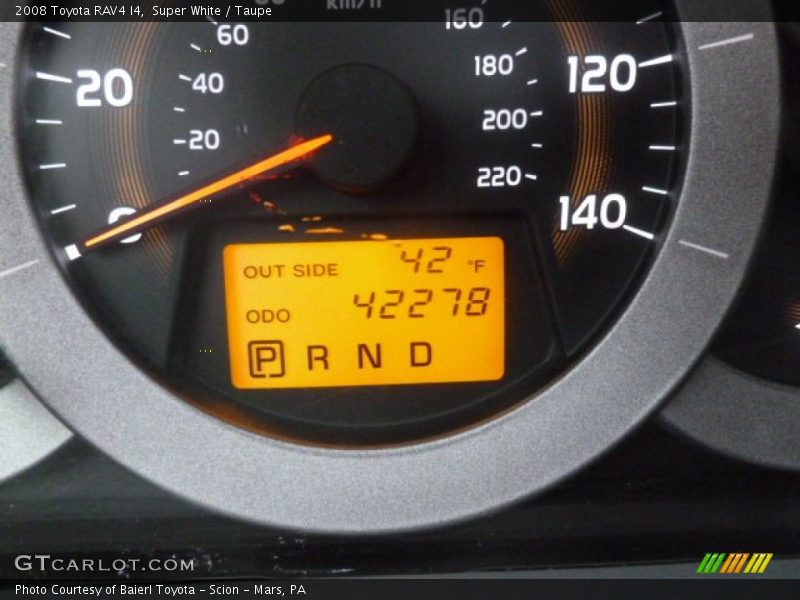 2008 Toyota RAV4 I4, Super White / Taupe
km/h
60 160
20 40 180 120
20 200
220
0 140
OUT SIDE 42 °F
ODO 42278
P R N D
GTCARLOT.COM
Photo Courtesy of Baierl Toyota - Scion - Mars, PA